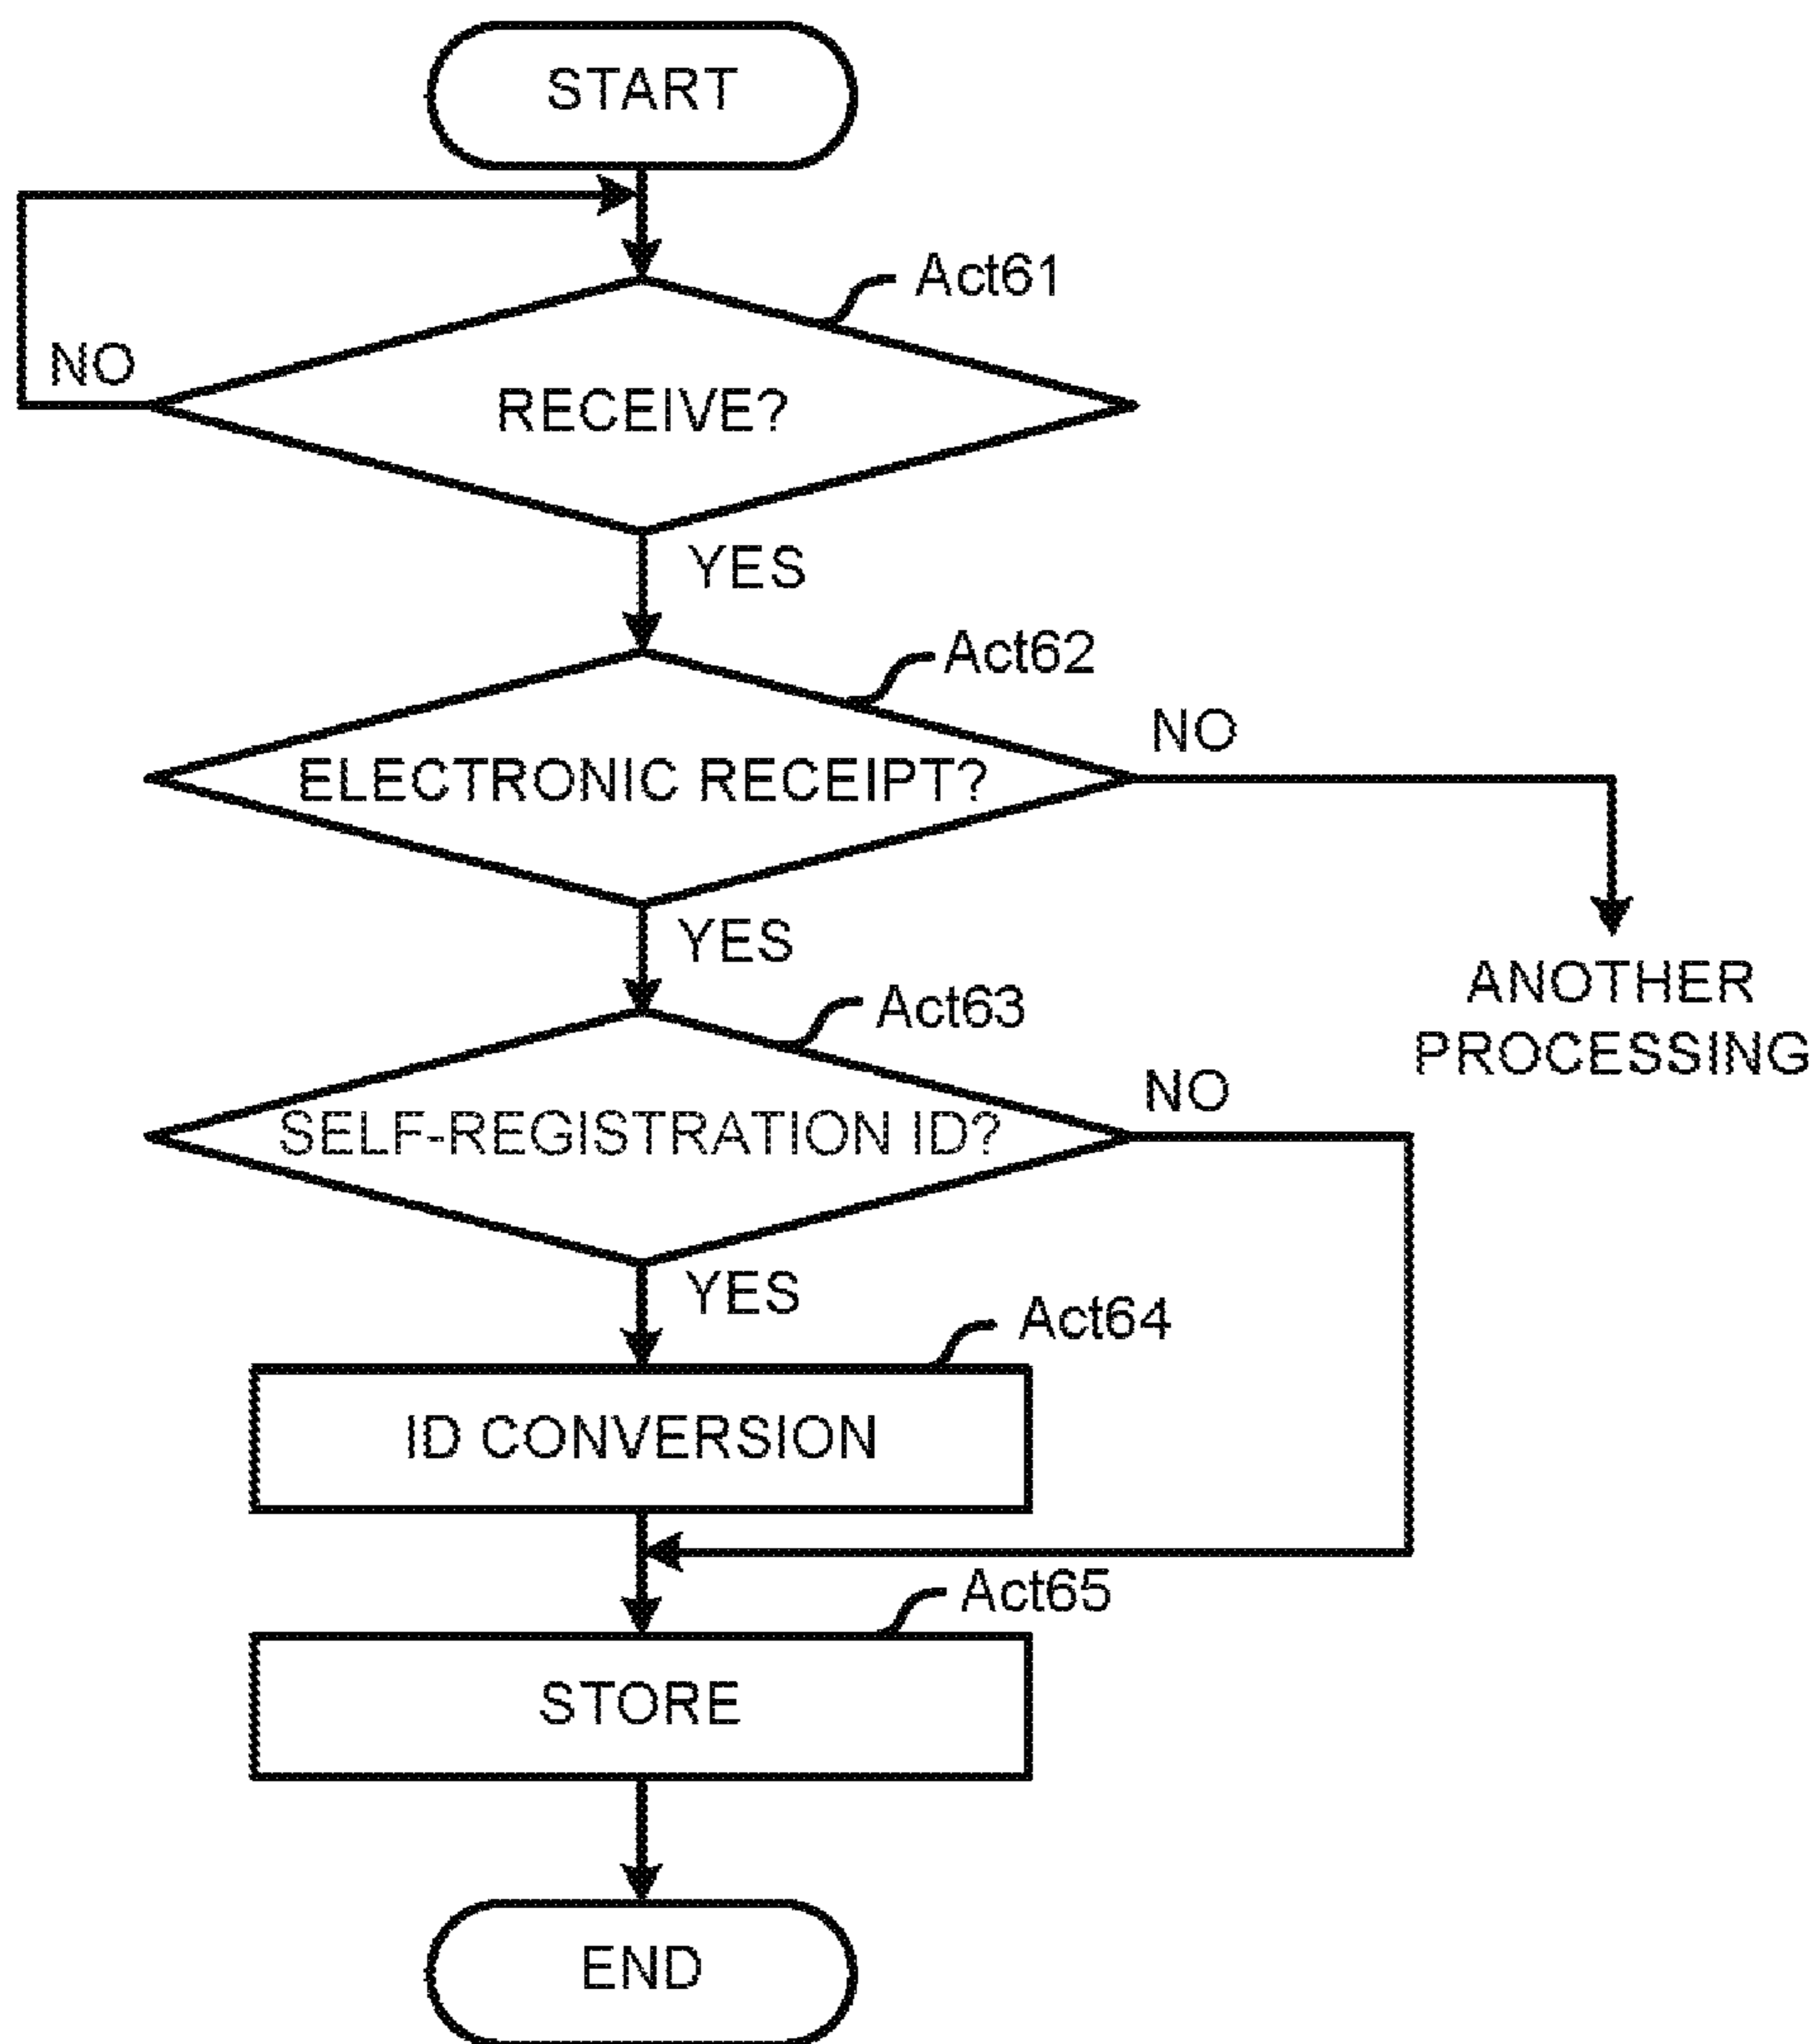 START
Act61
NO
RECEIVE?
YES
Act62
NO
ELECTRONIC RECEIPT?
YES
ANOTHER
PROCESSING
Act63
NO
SELF-REGISTRATION ID?
YES
Act64
ID CONVERSION
Act65
STORE
END